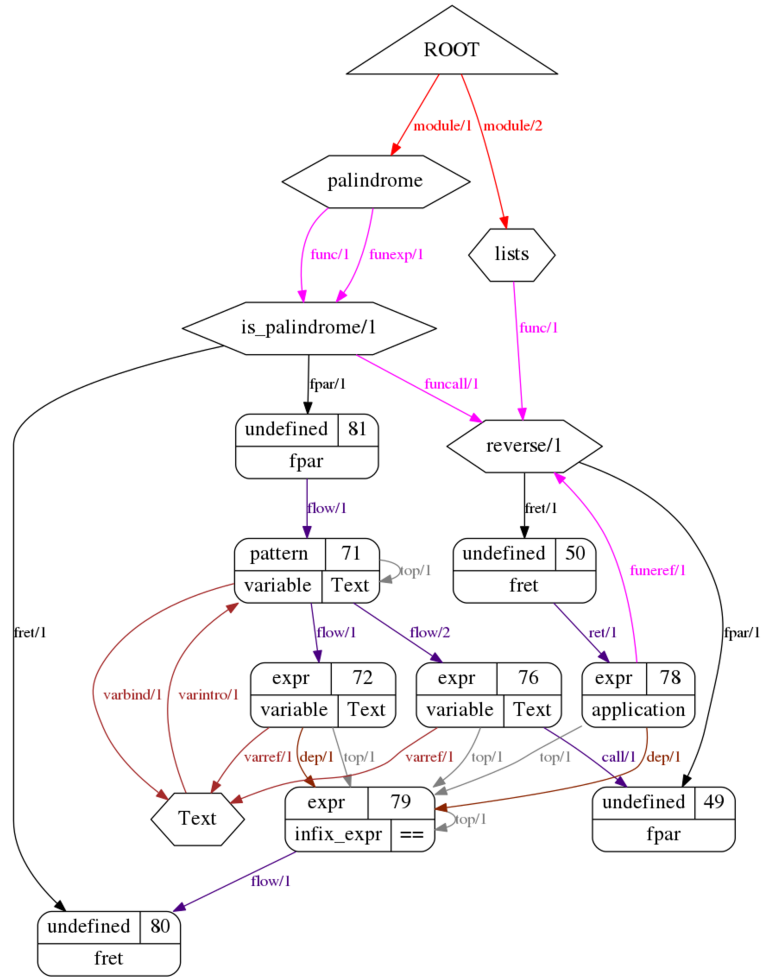 ROOT
module/1 module/2
palindrome
lists
func/1 funexp/1
func/1
is_palindrome/1
fpar/1 funcall/1
undefined 81
fpar
reverse/1
flow/1
fret/1
pattern 71
variable Text
top/1
undefined 50
fret
funeref/1
fret/1
flow/1 flow/2
ret/1
fpar/1
varbind/1 varintro/1
expr 72
variable Text
expr 76
variable Text
expr 78
application
varref/1 dep/1 top/1 varref/1 top/1 top/1 call/1 dep/1
Text
expr 79
infix_expr ==
top/1
undefined 49
fpar
flow/1
undefined 80
fret